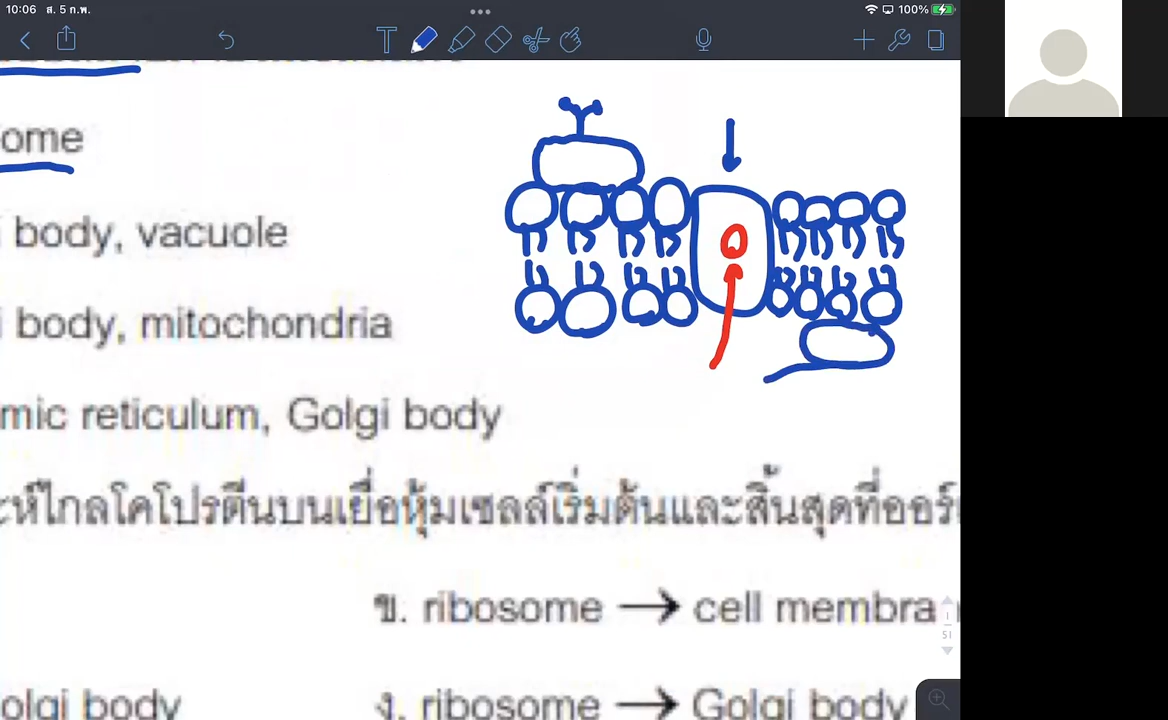 10:06 ส. 5 ก.พ. 100%
ome
body, vacuole
body, mitochondria
mic reticulum, Golgi body
ะห์ไกลโคโปรตีนบนเยื่อหุ้มเซลล์เริ่มต้นและสิ้นสุดที่ออร์
ข. ribosome → cell membra
olgi body ง. ribosome → Golgi body